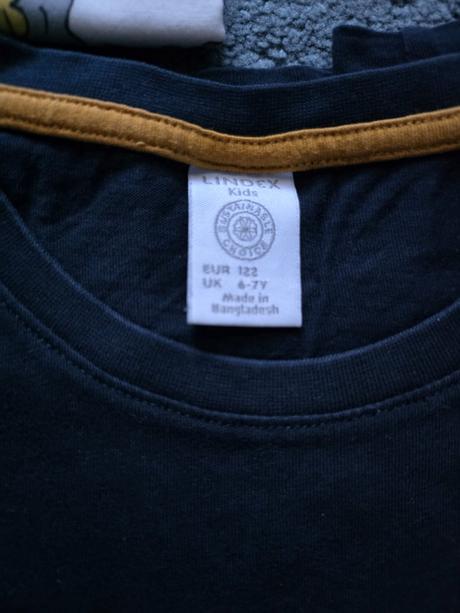 LINDEX
Kids
SUSTAINABLE
CHOICE
EUR 122
UK 6-7Y
Made in
Bangladesh